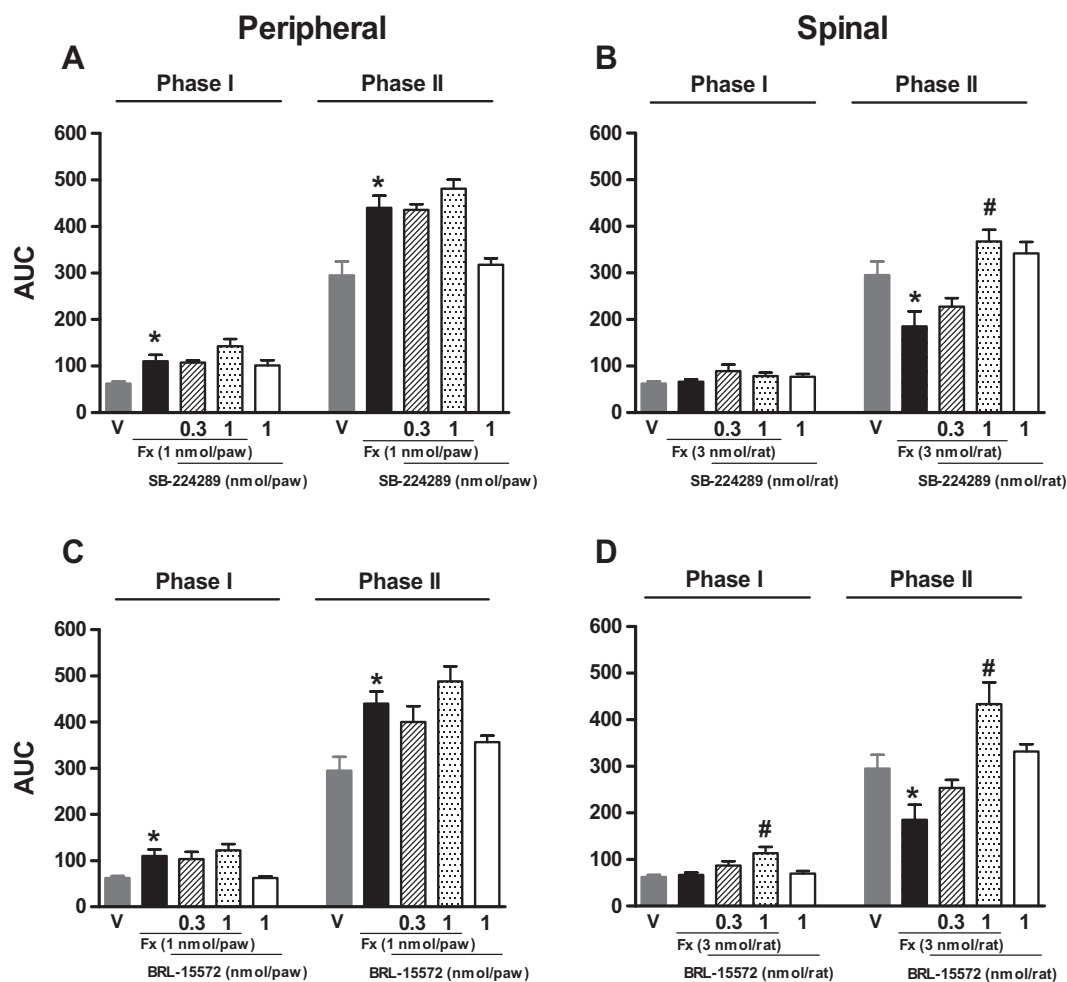 Peripheral
Spinal
A
Phase I
Phase II
AUC
600
500
400
300
200
100
0
*
*
V
0.3
1
1
V
0.3
1
1
Fx (1 nmol/paw)
Fx (1 nmol/paw)
SB-224289 (nmol/paw)
SB-224289 (nmol/paw)
B
Phase I
Phase II
600
500
400
300
200
100
0
*
#
V
0.3
1
1
V
0.3
1
1
Fx (3 nmol/rat)
Fx (3 nmol/rat)
SB-224289 (nmol/rat)
SB-224289 (nmol/rat)
C
Phase I
Phase II
AUC
600
500
400
300
200
100
0
*
*
V
0.3
1
1
V
0.3
1
1
Fx (1 nmol/paw)
Fx (1 nmol/paw)
BRL-15572 (nmol/paw)
BRL-15572 (nmol/paw)
D
Phase I
Phase II
600
500
400
300
200
100
0
#
*
#
V
0.3
1
1
V
0.3
1
1
Fx (3 nmol/rat)
Fx (3 nmol/rat)
BRL-15572 (nmol/rat)
BRL-15572 (nmol/rat)